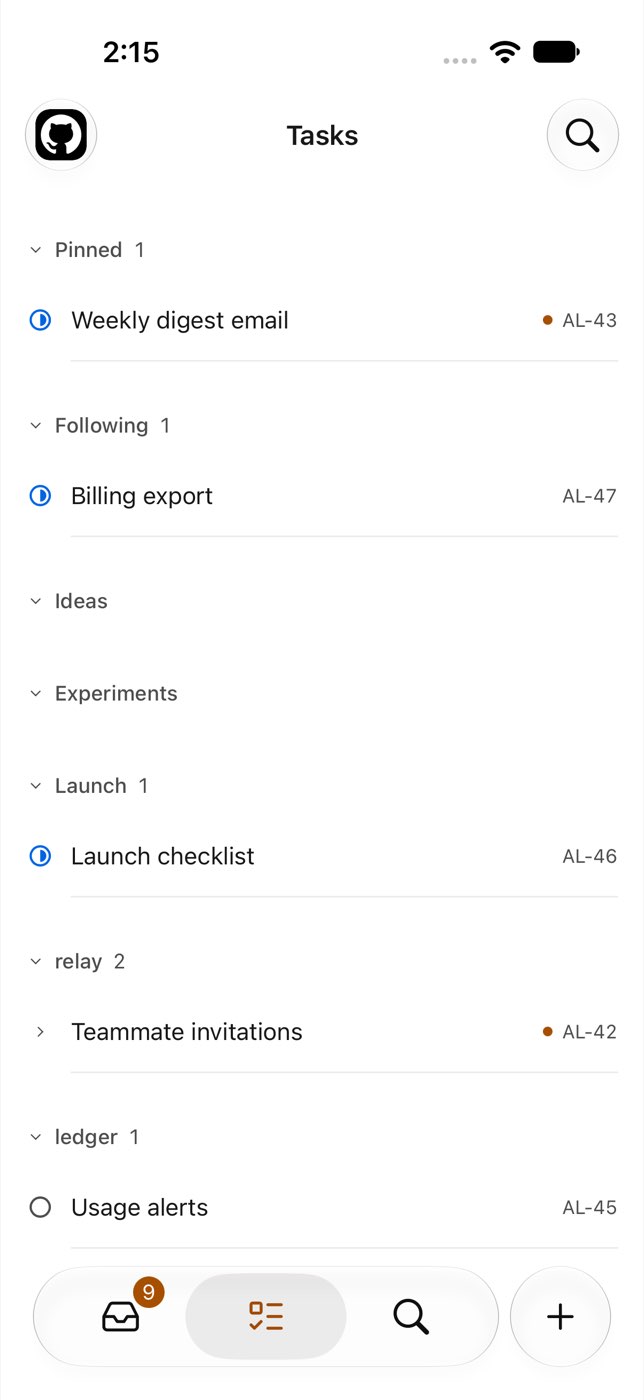 2:15
Tasks
Pinned 1
Weekly digest email AL-43
Following 1
Billing export AL-47
Ideas
Experiments
Launch 1
Launch checklist AL-46
relay 2
Teammate invitations AL-42
ledger 1
Usage alerts AL-45
9